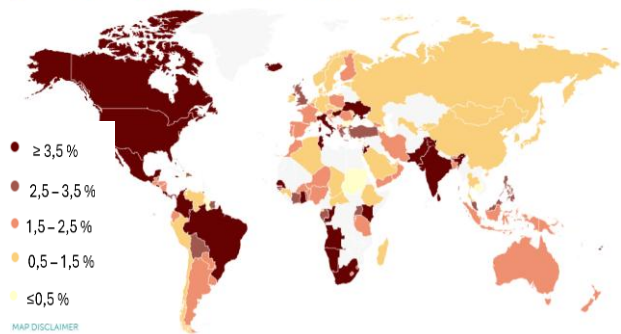 ≥ 3,5 %
2,5 – 3,5 %
1,5 – 2,5 %
0,5 – 1,5 %
≤0,5 %
MAP DISCLAIMER